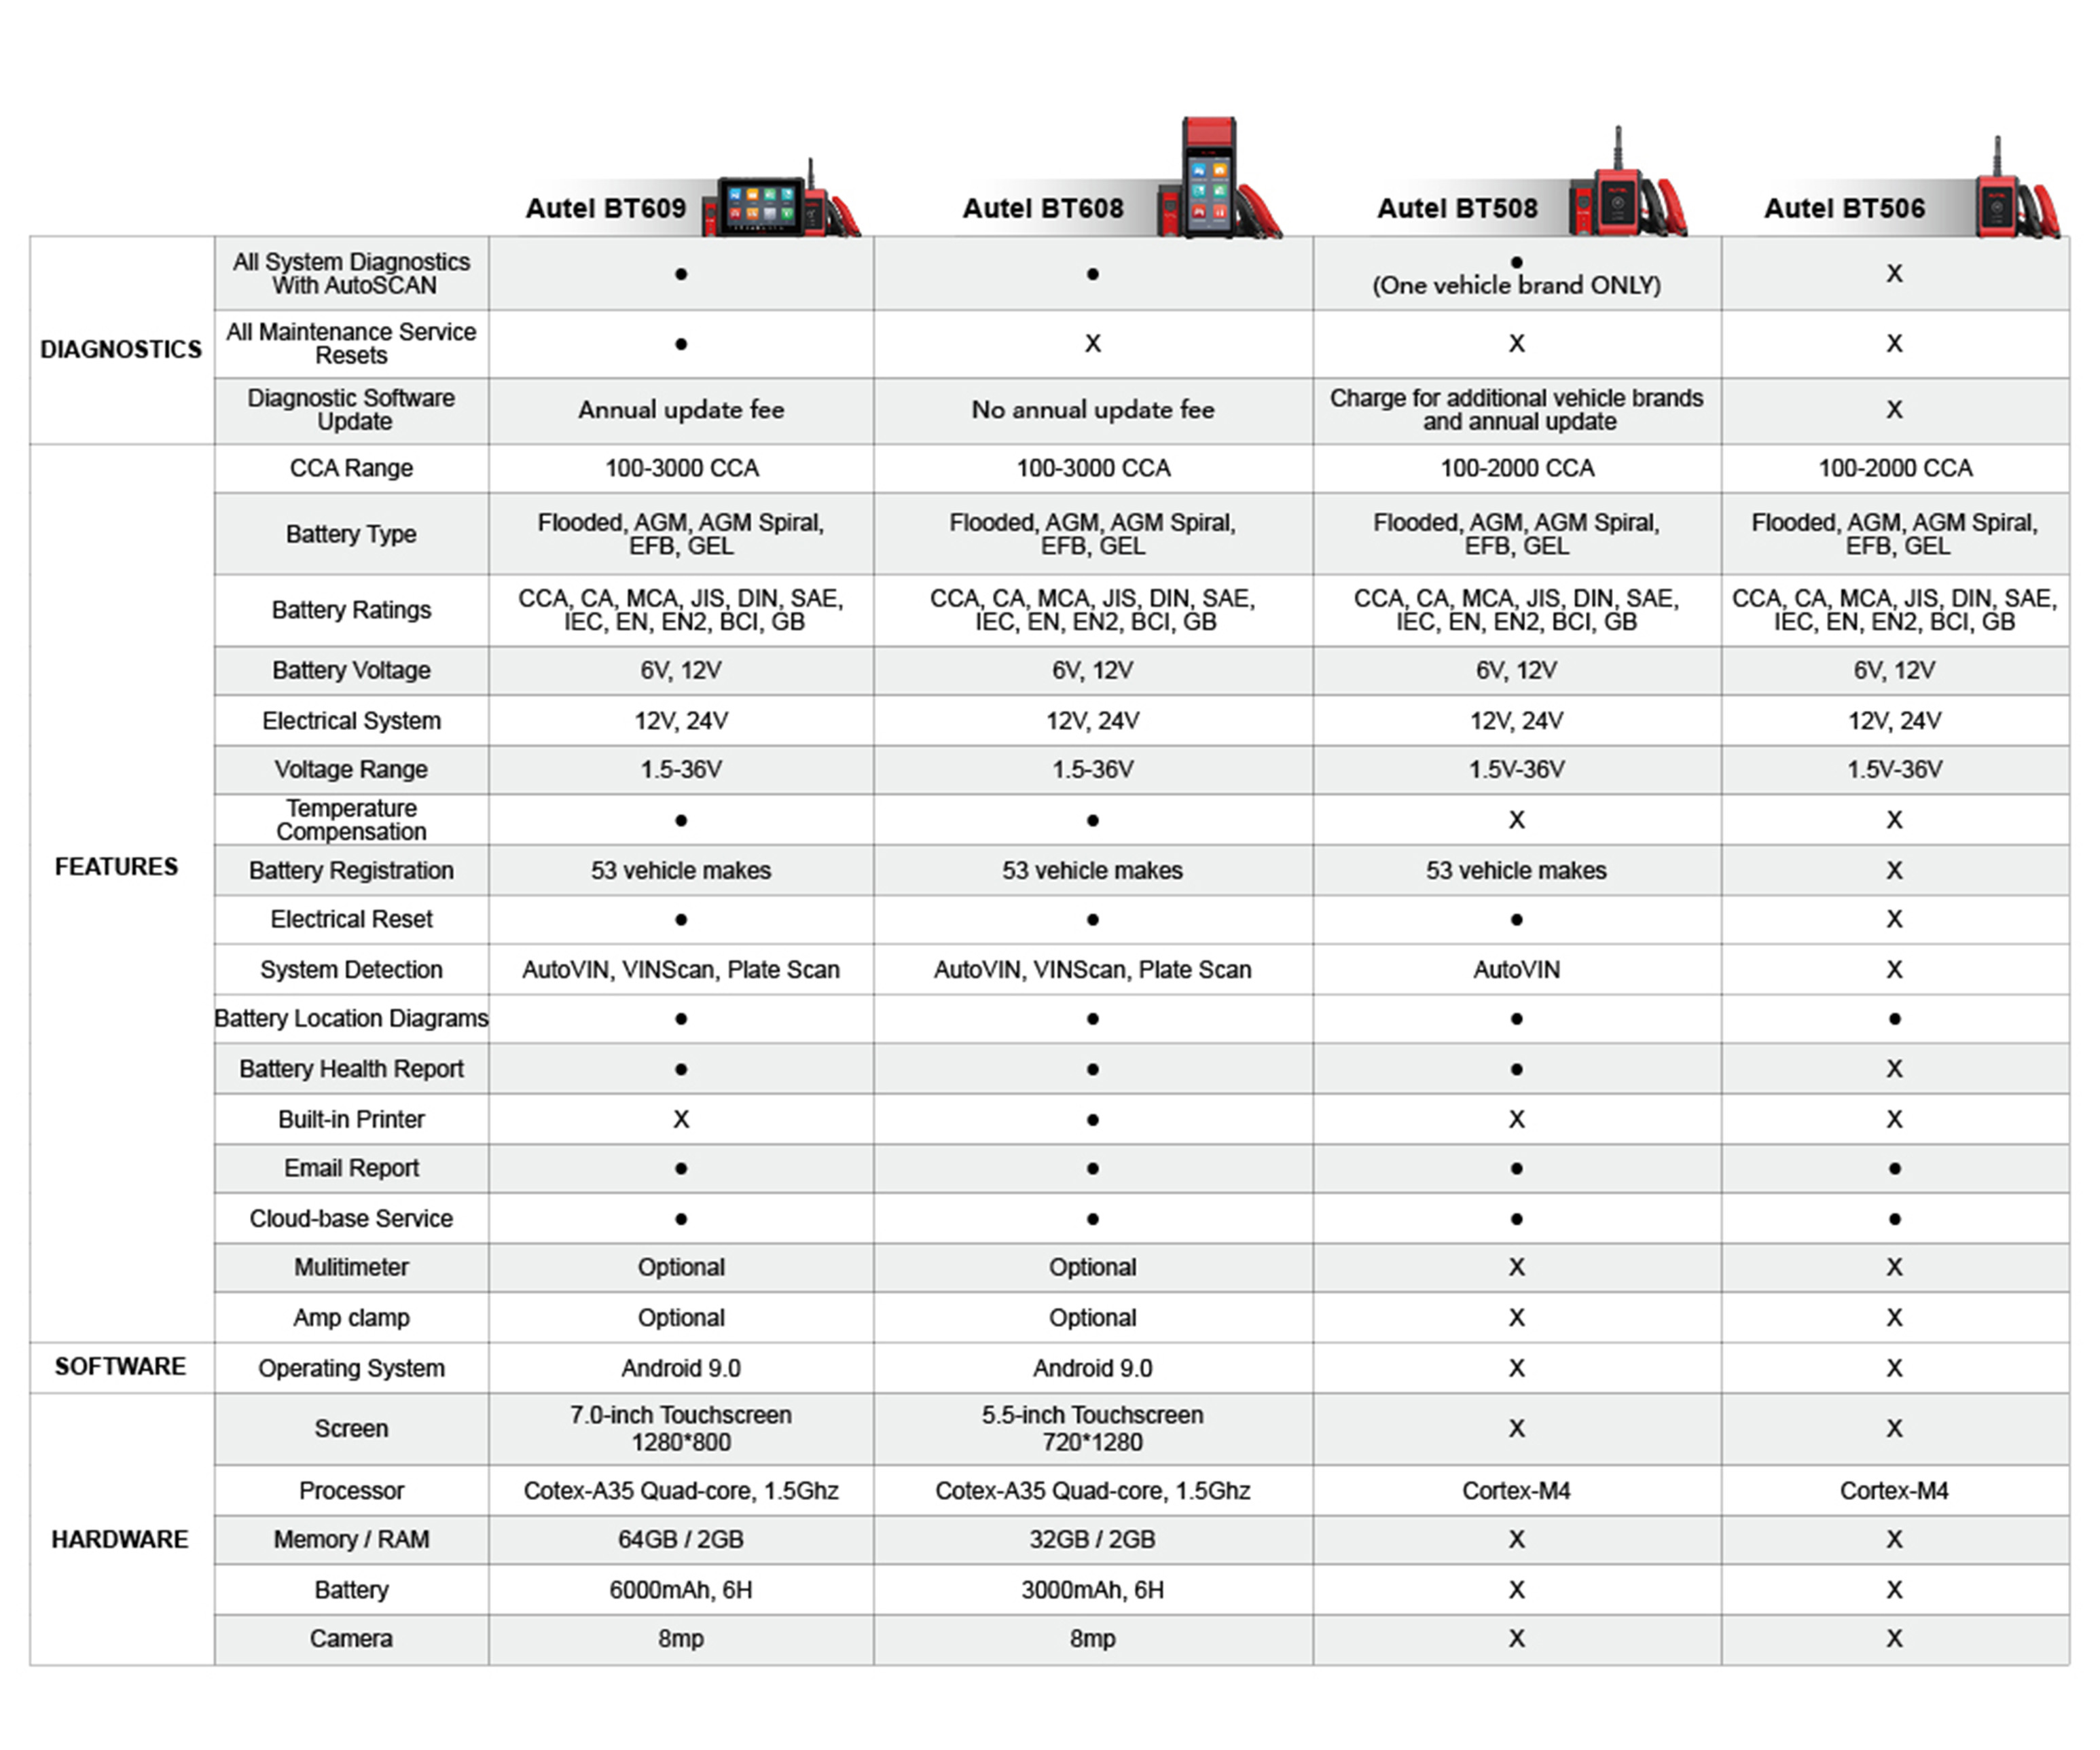 Autel BT609 Autel BT608 Autel BT508 Autel BT506
DIAGNOSTICS
All System Diagnostics
With AutoSCAN
● ● ●
(One vehicle brand ONLY)
X
All Maintenance Service
Resets
● X X X
Diagnostic Software
Update
Annual update fee
No annual update fee
Charge for additional vehicle brands
and annual update
X
FEATURES
CCA Range 100-3000 CCA 100-3000 CCA 100-2000 CCA 100-2000 CCA
Battery Type
Flooded, AGM, AGM Spiral,
EFB, GEL
Flooded, AGM, AGM Spiral,
EFB, GEL
Flooded, AGM, AGM Spiral,
EFB, GEL
Flooded, AGM, AGM Spiral,
EFB, GEL
Battery Ratings
CCA, CA, MCA, JIS, DIN, SAE,
IEC, EN, EN2, BCI, GB
CCA, CA, MCA, JIS, DIN, SAE,
IEC, EN, EN2, BCI, GB
CCA, CA, MCA, JIS, DIN, SAE,
IEC, EN, EN2, BCI, GB
CCA, CA, MCA, JIS, DIN, SAE,
IEC, EN, EN2, BCI, GB
Battery Voltage 6V, 12V 6V, 12V 6V, 12V 6V, 12V
Electrical System 12V, 24V 12V, 24V 12V, 24V 12V, 24V
Voltage Range 1.5-36V 1.5-36V 1.5V-36V 1.5V-36V
Temperature
Compensation
● ● X X
Battery Registration 53 vehicle makes 53 vehicle makes 53 vehicle makes X
Electrical Reset ● ● ● X
System Detection AutoVIN, VINScan, Plate Scan AutoVIN, VINScan, Plate Scan AutoVIN X
Battery Location Diagrams ● ● ● ●
Battery Health Report ● ● ● X
Built-in Printer X ● X X
Email Report ● ● ● ●
Cloud-base Service ● ● ● ●
Mulitimeter Optional Optional X X
Amp clamp Optional Optional X X
SOFTWARE
Operating System Android 9.0 Android 9.0 X X
HARDWARE
Screen
7.0-inch Touchscreen
1280*800
5.5-inch Touchscreen
720*1280
X X
Processor Cotex-A35 Quad-core, 1.5Ghz Cotex-A35 Quad-core, 1.5Ghz Cortex-M4 Cortex-M4
Memory / RAM 64GB / 2GB 32GB / 2GB X X
Battery 6000mAh, 6H 3000mAh, 6H X X
Camera 8mp 8mp X X